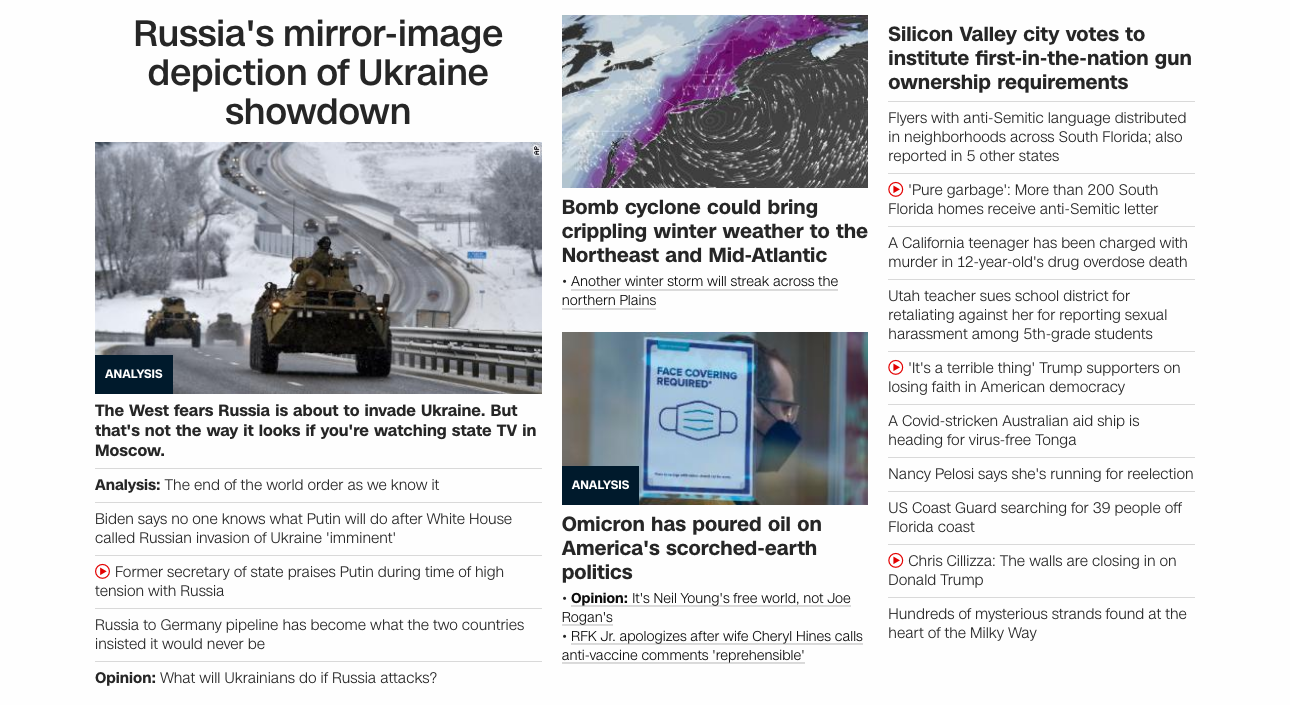 Russia's mirror-image
depiction of Ukraine
showdown
AP
ANALYSIS
The West fears Russia is about to invade Ukraine. But
that's not the way it looks if you're watching state TV in
Moscow.
Analysis: The end of the world order as we know it
Biden says no one knows what Putin will do after White House
called Russian invasion of Ukraine 'imminent'
Former secretary of state praises Putin during time of high
tension with Russia
Russia to Germany pipeline has become what the two countries
insisted it would never be
Opinion: What will Ukrainians do if Russia attacks?
Bomb cyclone could bring
crippling winter weather to the
Northeast and Mid-Atlantic
• Another winter storm will streak across the
northern Plains
FACE COVERING
REQUIRED*
ANALYSIS
Omicron has poured oil on
America's scorched-earth
politics
• Opinion: It's Neil Young's free world, not Joe
Rogan's
• RFK Jr. apologizes after wife Cheryl Hines calls
anti-vaccine comments 'reprehensible'
Silicon Valley city votes to
institute first-in-the-nation gun
ownership requirements
Flyers with anti-Semitic language distributed
in neighborhoods across South Florida; also
reported in 5 other states
'Pure garbage': More than 200 South
Florida homes receive anti-Semitic letter
A California teenager has been charged with
murder in 12-year-old's drug overdose death
Utah teacher sues school district for
retaliating against her for reporting sexual
harassment among 5th-grade students
'It's a terrible thing' Trump supporters on
losing faith in American democracy
A Covid-stricken Australian aid ship is
heading for virus-free Tonga
Nancy Pelosi says she's running for reelection
US Coast Guard searching for 39 people off
Florida coast
Chris Cillizza: The walls are closing in on
Donald Trump
Hundreds of mysterious strands found at the
heart of the Milky Way